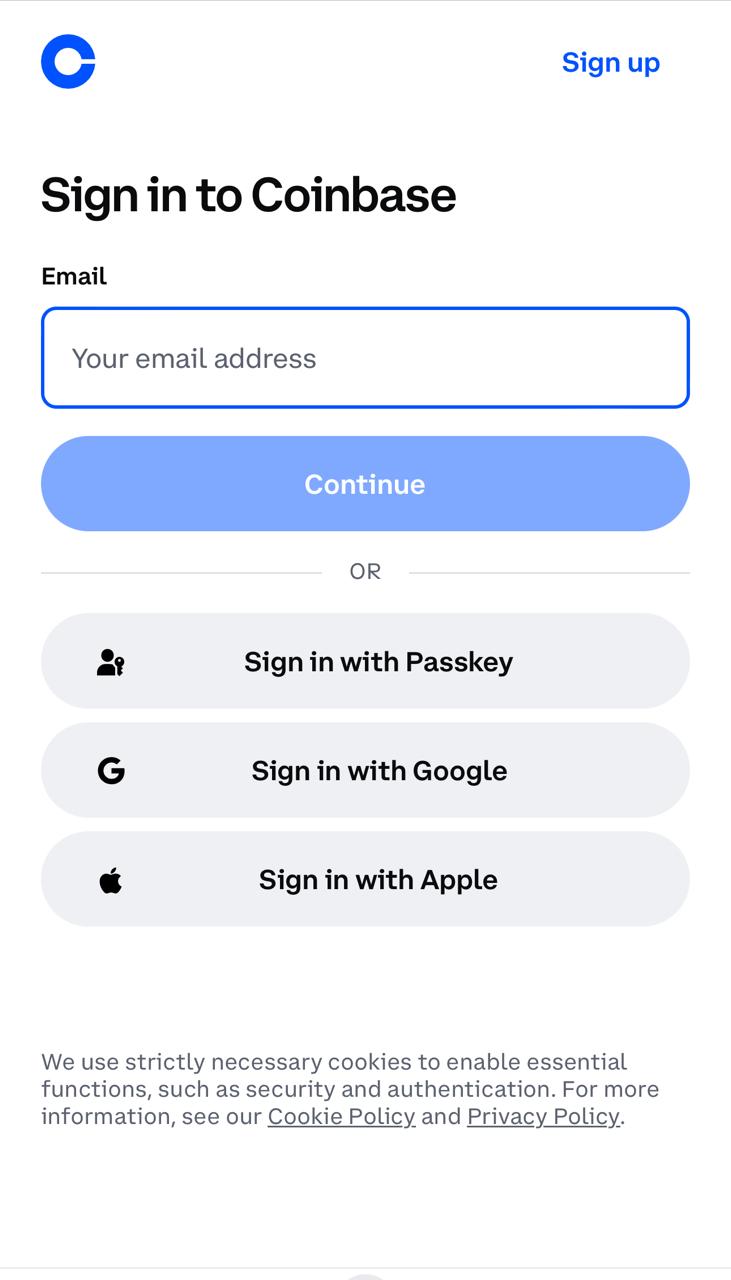 Sign up
Sign in to Coinbase
Email
Your email address
Continue
OR
Sign in with Passkey
Sign in with Google
Sign in with Apple
We use strictly necessary cookies to enable essential
functions, such as security and authentication. For more
information, see our Cookie Policy and Privacy Policy.